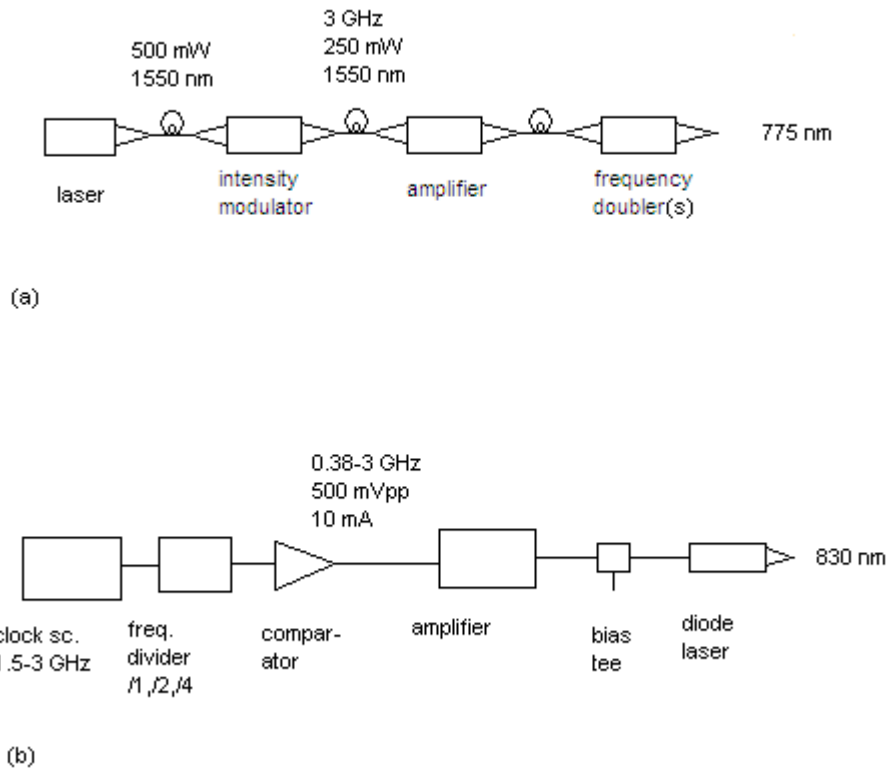 500 mW
1550 nm
3 GHz
250 mW
1550 nm
775 nm
laser
intensity
modulator
amplifier
frequency
doubler(s)
(a)
0.38-3 GHz
500 mVpp
10 mA
830 nm
clock sc.
1.5-3 GHz
freq.
divider
/1,/2,/4
compar-
ator
amplifier
bias
tee
diode
laser
(b)